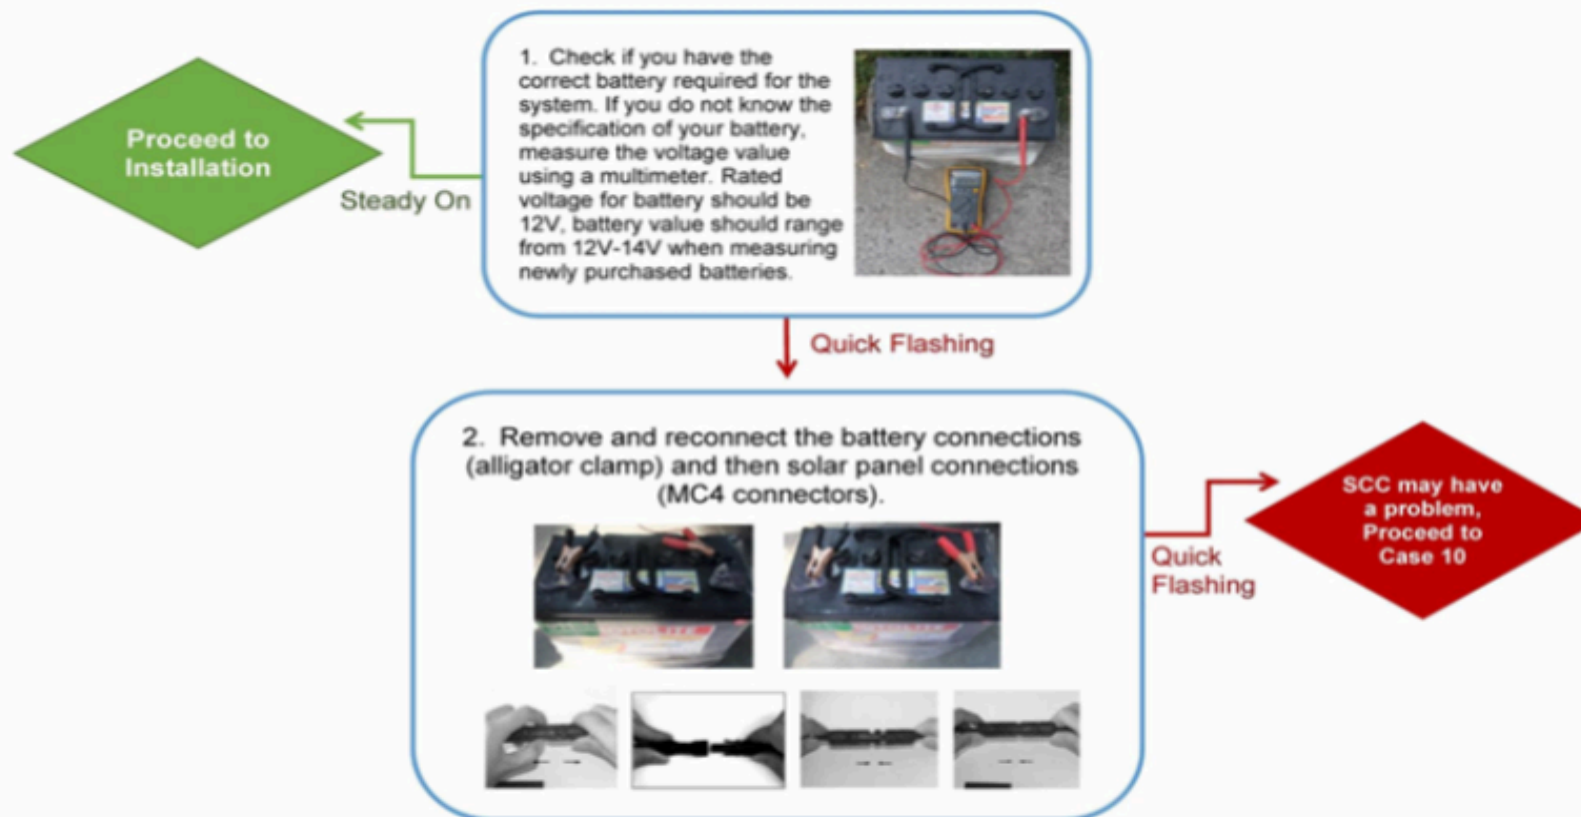 1. Check if you have the
correct battery required for the
system. If you do not know the
specification of your battery,
measure the voltage value
using a multimeter. Rated
voltage for battery should be
12V, battery value should range
from 12V-14V when measuring
newly purchased batteries.
Proceed to
Installation
Steady On
Quick Flashing
2. Remove and reconnect the battery connections
(alligator clamp) and then solar panel connections
(MC4 connectors).
Quick
Flashing
SCC may have
a problem,
Proceed to
Case 10